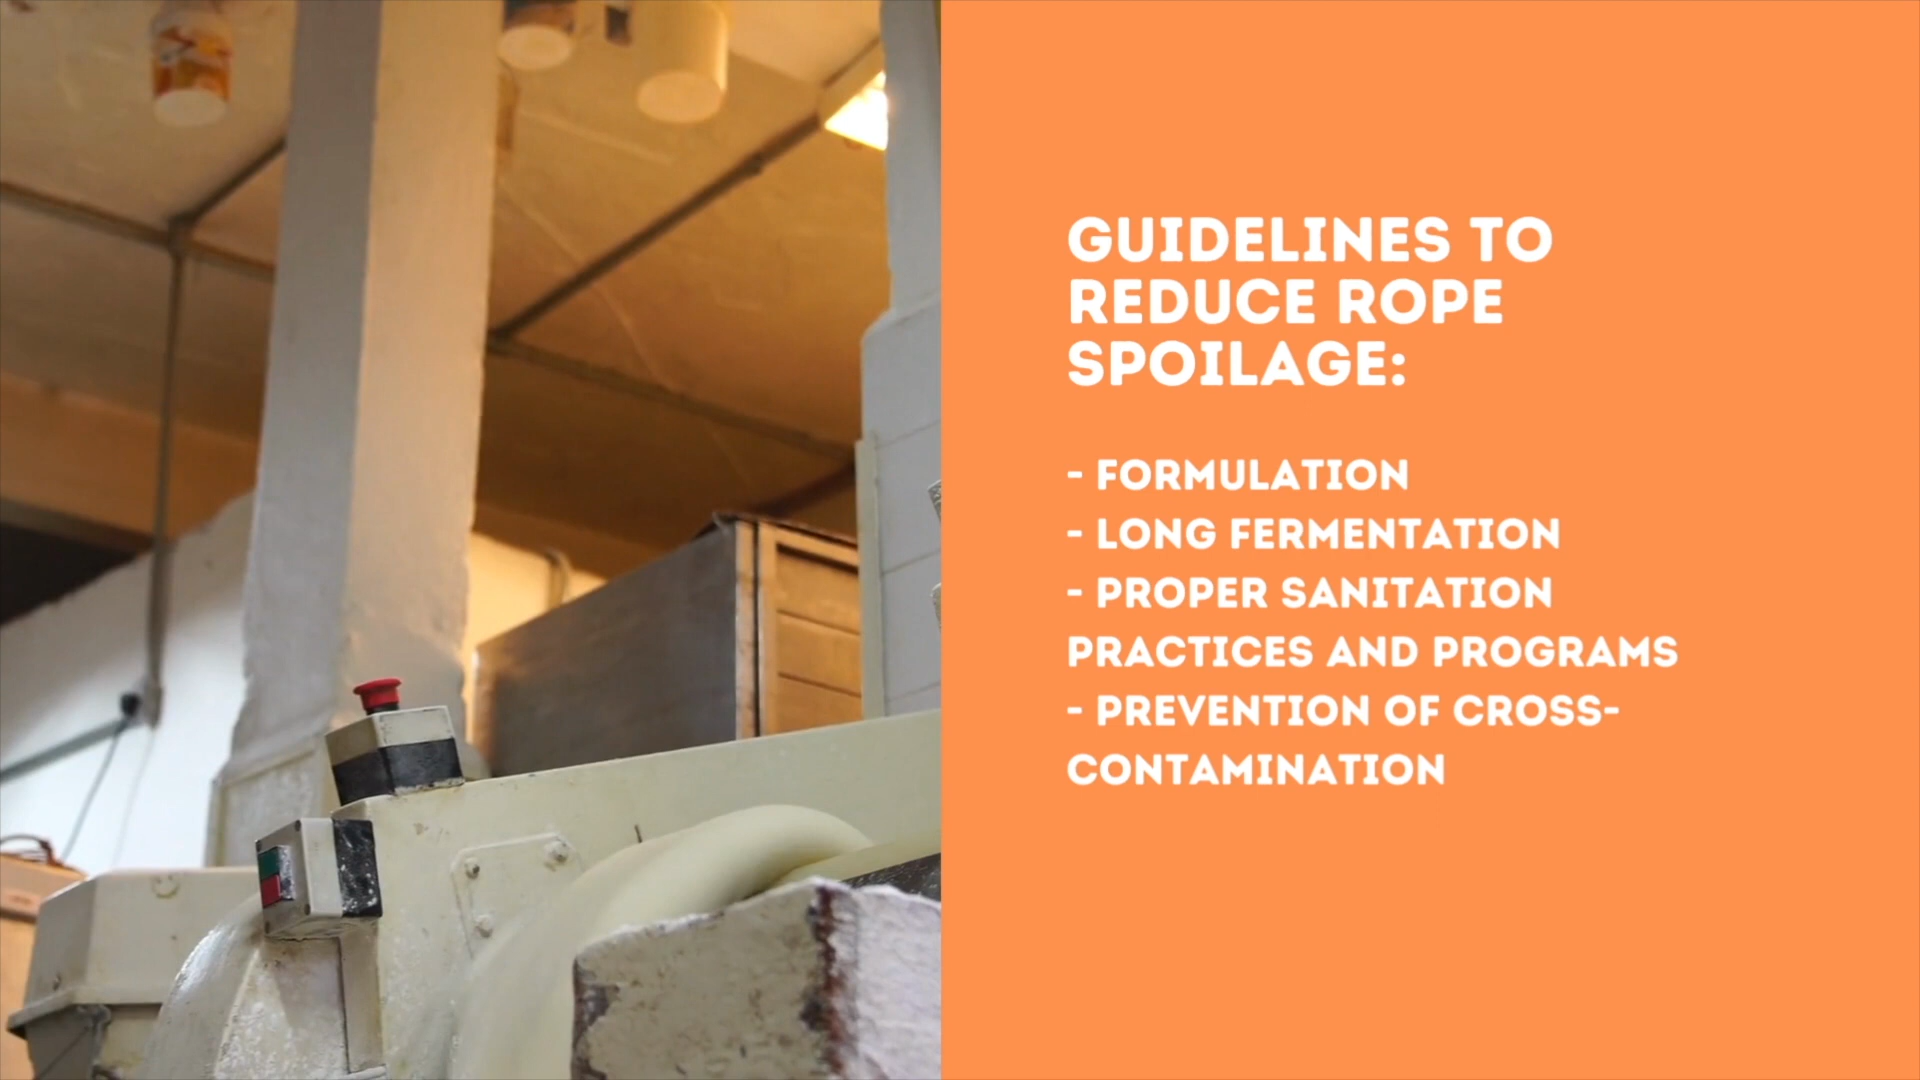 GUIDELINES TO
REDUCE ROPE
SPOILAGE:
- FORMULATION
- LONG FERMENTATION
- PROPER SANITATION
PRACTICES AND PROGRAMS
- PREVENTION OF CROSS-
CONTAMINATION